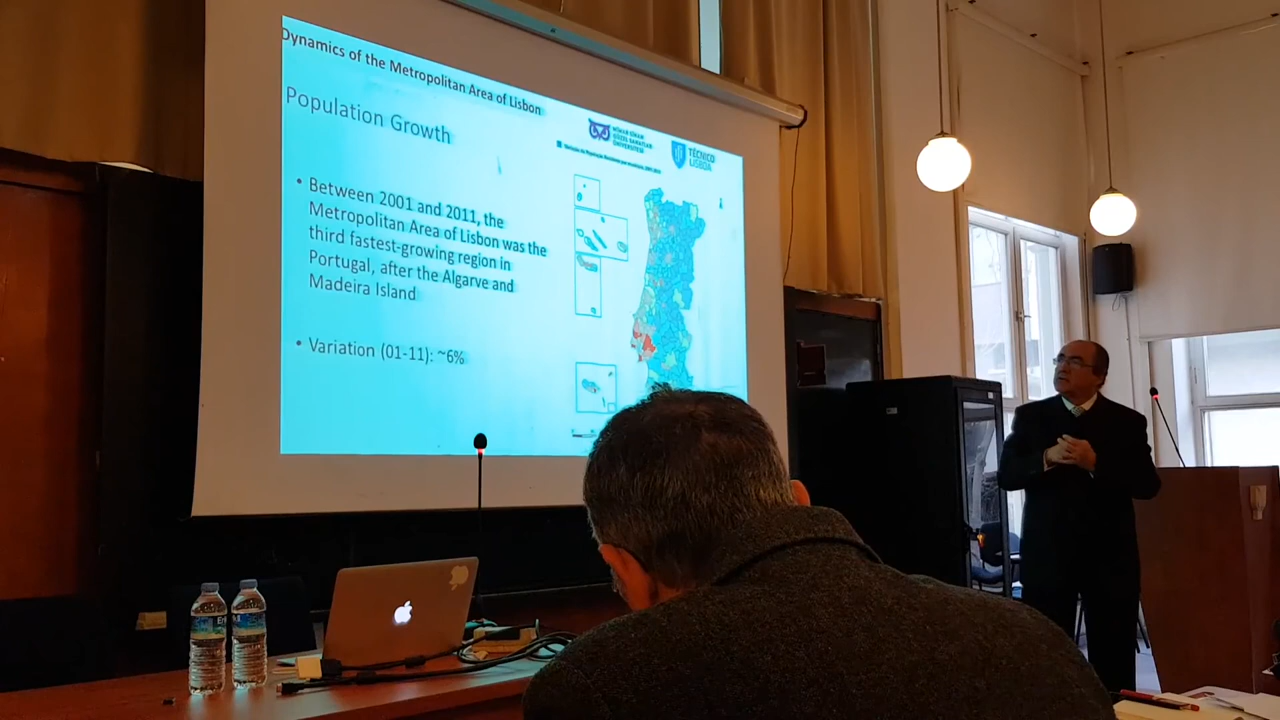 Dynamics of the Metropolitan Area of Lisbon
Population Growth
MİMAR SİNAN
GÜZEL SANATLAR
ÜNİVERSİTESİ
TÉCNICO
LISBOA
• Between 2001 and 2011, the
Metropolitan Area of Lisbon was the
third fastest-growing region in
Portugal, after the Algarve and
Madeira Island
• Variation (01-11): ~6%